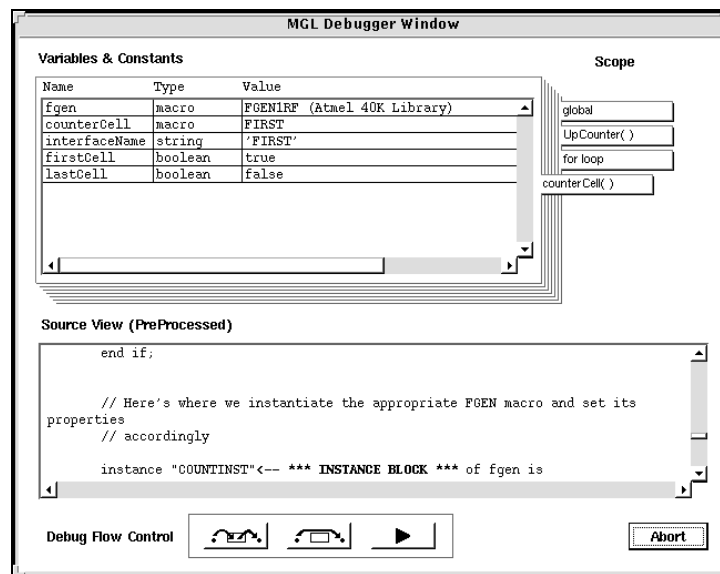 MGL Debugger Window
Variables & Constants
Scope
Name Type Value
fgen macro FGEN1RF (Atmel 40K Library)
counterCell macro FIRST
interfaceName string 'FIRST'
firstCell boolean true
lastCell boolean false
global
UpCounter( )
for loop
counterCell( )
Source View (PreProcessed)
end if;
// Here's where we instantiate the appropriate FGEN macro and set its
properties
// accordingly
instance "COUNTINST"<-- *** INSTANCE BLOCK *** of fgen is
Debug Flow Control
Abort